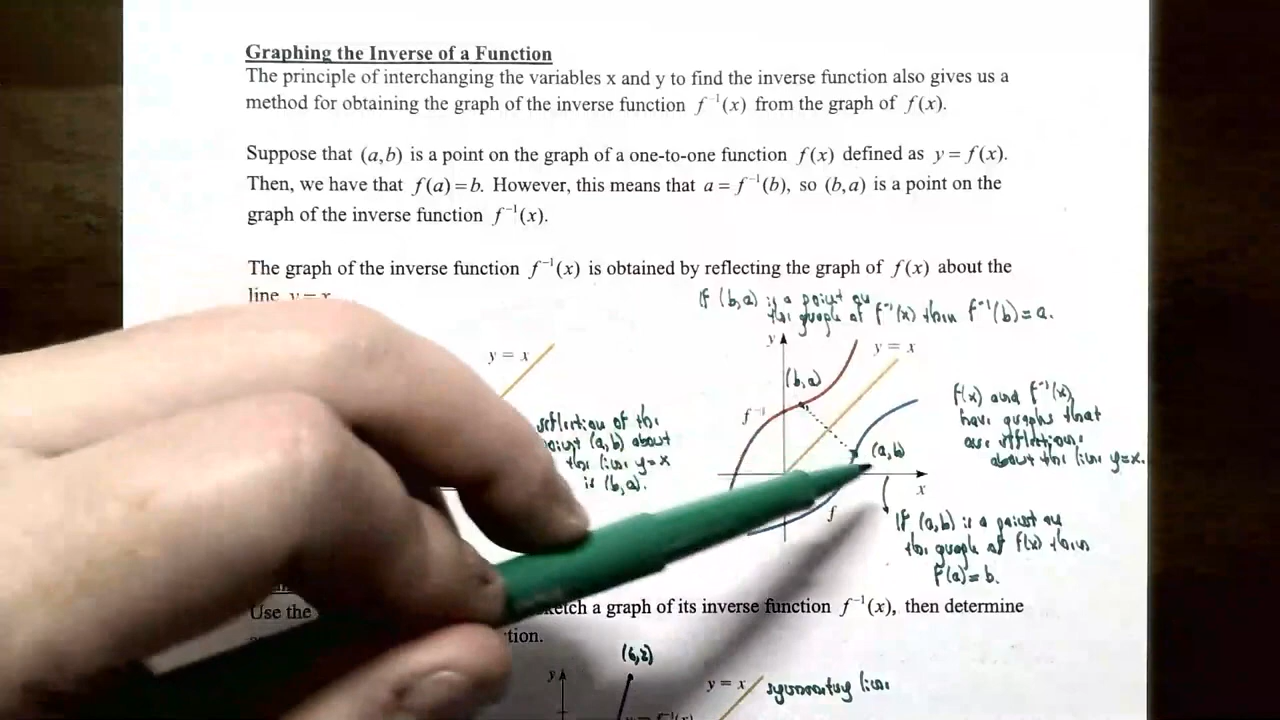 Graphing the Inverse of a Function
The principle of interchanging the variables x and y to find the inverse function also gives us a
method for obtaining the graph of the inverse function f⁻¹(x) from the graph of f(x).
Suppose that (a,b) is a point on the graph of a one-to-one function f(x) defined as y = f(x).
Then, we have that f(a) = b. However, this means that a = f⁻¹(b), so (b,a) is a point on the
graph of the inverse function f⁻¹(x).
The graph of the inverse function f⁻¹(x) is obtained by reflecting the graph of f(x) about the
line y = x
If (b,a) is a point on
the graph of f⁻¹(x) then f⁻¹(b) = a.
y = x
reflection of the
point (a,b) about
the line y=x
is (b,a).
y
y = x
(b,a)
f⁻¹
(a,b)
x
f
f(x) and f⁻¹(x)
have graphs that
are reflections
about the line y=x.
If (a,b) is a point on
the graph of f(x) then
f(a)=b.
Use the
sketch a graph of its inverse function f⁻¹(x), then determine
tion.
(6,8)
y
y = x
symmetry line